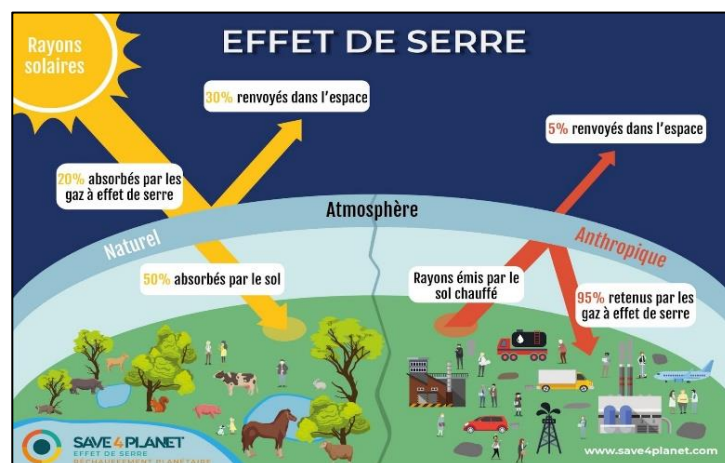 EFFET DE SERRE
Rayons
solaires
30% renvoyés dans l'espace
5% renvoyés dans l'espace
20% absorbés par les
gaz à effet de serre
Atmosphère
Naturel
Anthropique
50% absorbés par le sol
Rayons émis par le
sol chauffé
95% retenus par les
gaz à effet de serre
SAVE4PLANET
EFFET DE SERRE
RÉCHAUFFEMENT PLANÉTAIRE
www.save4planet.com